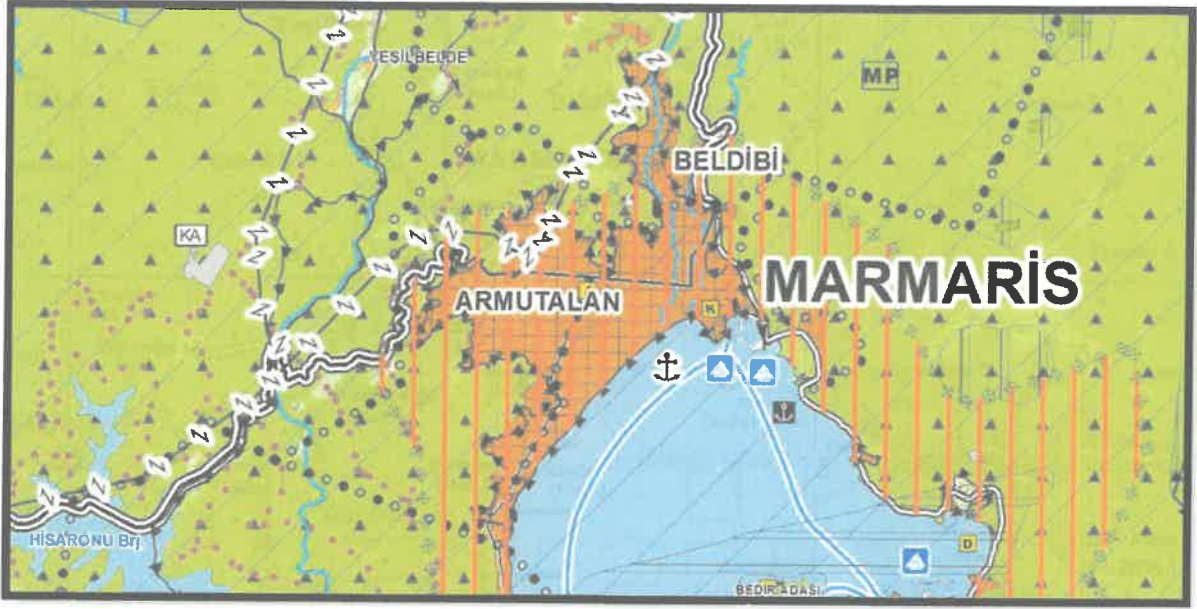 YEŞİLBELDE
MP
BELDİBİ
KA
MARMARİS
ARMUTALAN
HİSARÖNÜ Brj
D
BEDİR ADASI